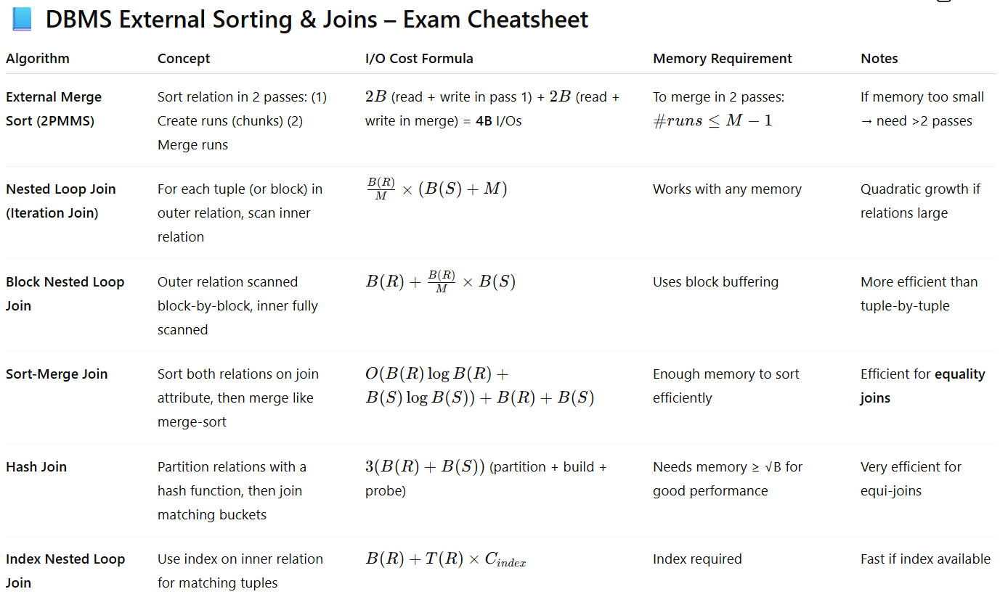 📘 DBMS External Sorting & Joins – Exam Cheatsheet
Algorithm Concept I/O Cost Formula Memory Requirement Notes
External Merge Sort (2PMMS)
Sort relation in 2 passes: (1)
Create runs (chunks) (2)
Merge runs
2B (read + write in pass 1) + 2B (read +
write in merge) = 4B I/Os
To merge in 2 passes:
#runs ≤ M − 1
If memory too small
→ need >2 passes
Nested Loop Join
(Iteration Join)
For each tuple (or block) in
outer relation, scan inner
relation
B(R)/M × (B(S) + M)
Works with any memory
Quadratic growth if
relations large
Block Nested Loop
Join
Outer relation scanned
block-by-block, inner fully
scanned
B(R) + B(R)/M × B(S)
Uses block buffering
More efficient than
tuple-by-tuple
Sort-Merge Join
Sort both relations on join
attribute, then merge like
merge-sort
O(B(R) log B(R) +
B(S) log B(S)) + B(R) + B(S)
Enough memory to sort
efficiently
Efficient for equality
joins
Hash Join
Partition relations with a
hash function, then join
matching buckets
3(B(R) + B(S)) (partition + build +
probe)
Needs memory ≥ √B for
good performance
Very efficient for
equi-joins
Index Nested Loop
Join
Use index on inner relation
for matching tuples
B(R) + T(R) × C_index
Index required
Fast if index available